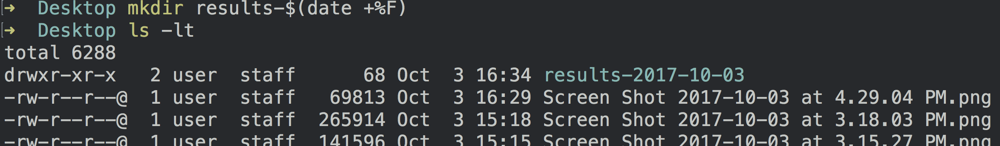 ➜  Desktop mkdir results-$(date +%F)
➜  Desktop ls -lt
total 6288
drwxr-xr-x   2 user  staff      68 Oct  3 16:34 results-2017-10-03
-rw-r--r--@  1 user  staff   69813 Oct  3 16:29 Screen Shot 2017-10-03 at 4.29.04 PM.png
-rw-r--r--@  1 user  staff  265914 Oct  3 15:18 Screen Shot 2017-10-03 at 3.18.03 PM.png
-rw-r--r--@  1 user  staff  141596 Oct  3 15:15 Screen Shot 2017-10-03 at 3.15.27 PM.png